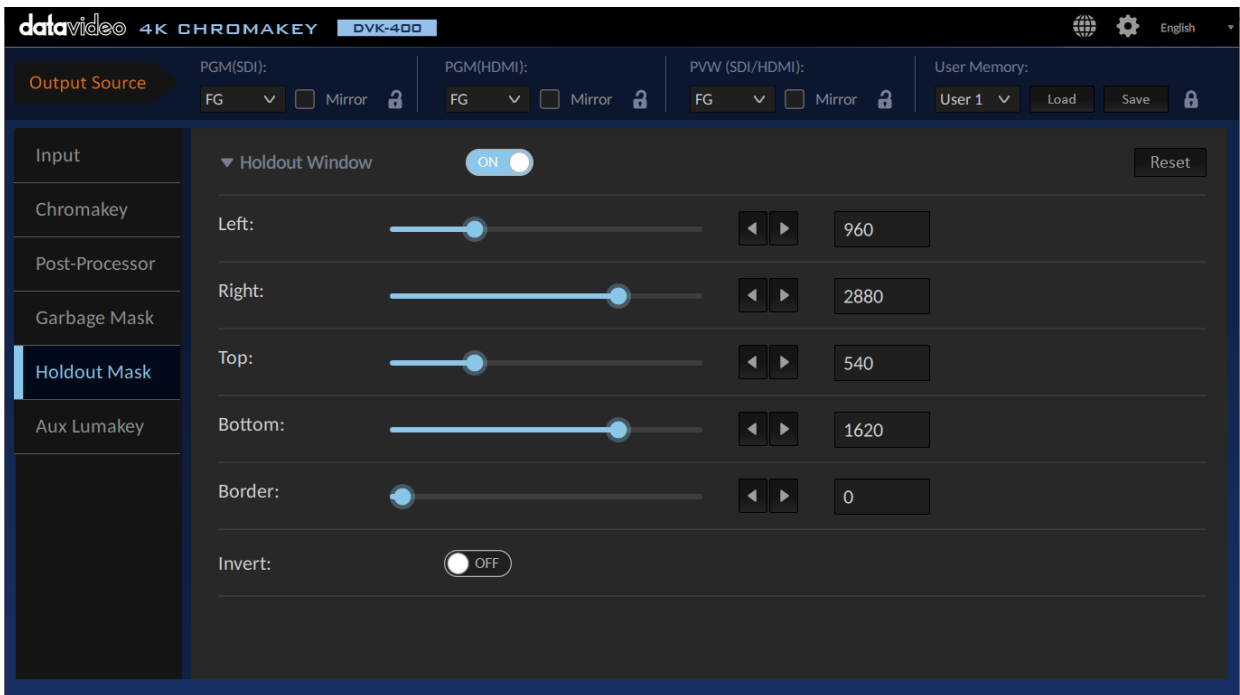 datavideo 4K CHROMAKEY DVK-400 English
Output Source
PGM(SDI): PGM(HDMI): PVW (SDI/HDMI): User Memory:
FG Mirror FG Mirror FG Mirror User 1 Load Save
Input
Chromakey
Post-Processor
Garbage Mask
Holdout Mask
Aux Lumakey
Holdout Window ON Reset
Left: 960
Right: 2880
Top: 540
Bottom: 1620
Border: 0
Invert: OFF